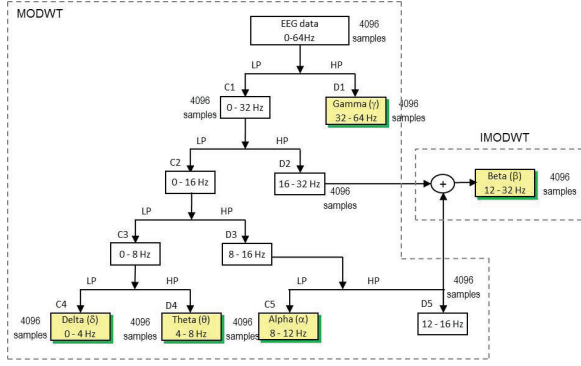 MODWT
EEG data
0-64Hz
4096
samples
LP
HP
C1
D1
4096
samples
0 - 32 Hz
Gamma (γ)
32 - 64 Hz
4096
samples
LP
HP
IMODWT
C2
D2
0 - 16 Hz
16 - 32 Hz
4096
samples
+
Beta (β)
12 - 32 Hz
4096
samples
LP
HP
C3
D3
0 - 8 Hz
8 - 16 Hz
LP
HP
LP
HP
4096
samples
C4
D4
C5
D5
4096
samples
Delta (δ)
0 - 4 Hz
4096
samples
Theta (θ)
4 - 8 Hz
4096
samples
Alpha (α)
8 - 12 Hz
12 - 16 Hz